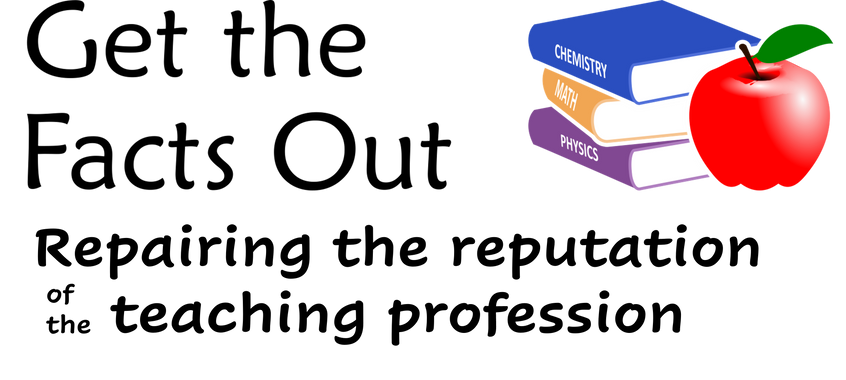 Get the
Facts Out
CHEMISTRY
MATH
PHYSICS
Repairing the reputation
of the teaching profession